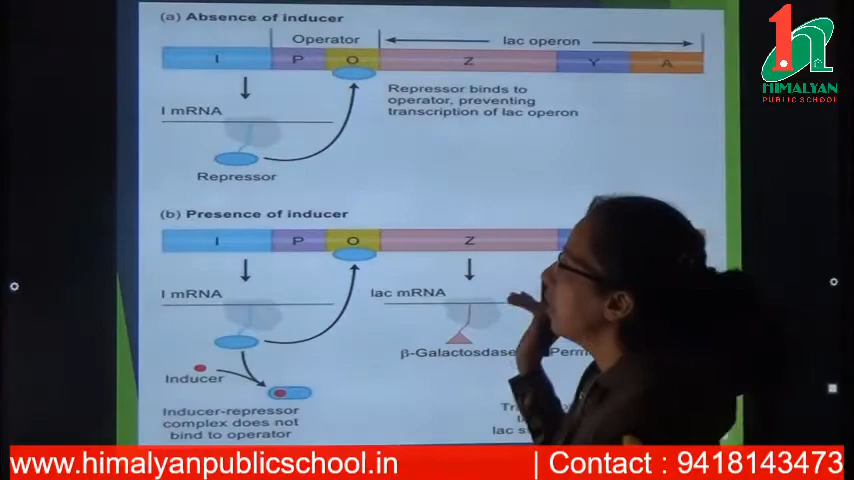 (a) Absence of inducer
Operator
lac operon
I P O Z Y A
Repressor binds to
operator, preventing
transcription of lac operon
I mRNA
Repressor
(b) Presence of inducer
I P O Z
I mRNA
lac mRNA
β-Galactosdase
Perm
Inducer
Inducer-repressor
complex does not
bind to operator
lac s
1h
HIMALYAN
PUBLIC SCHOOL
www.himalyanpublicschool.in | Contact : 9418143473